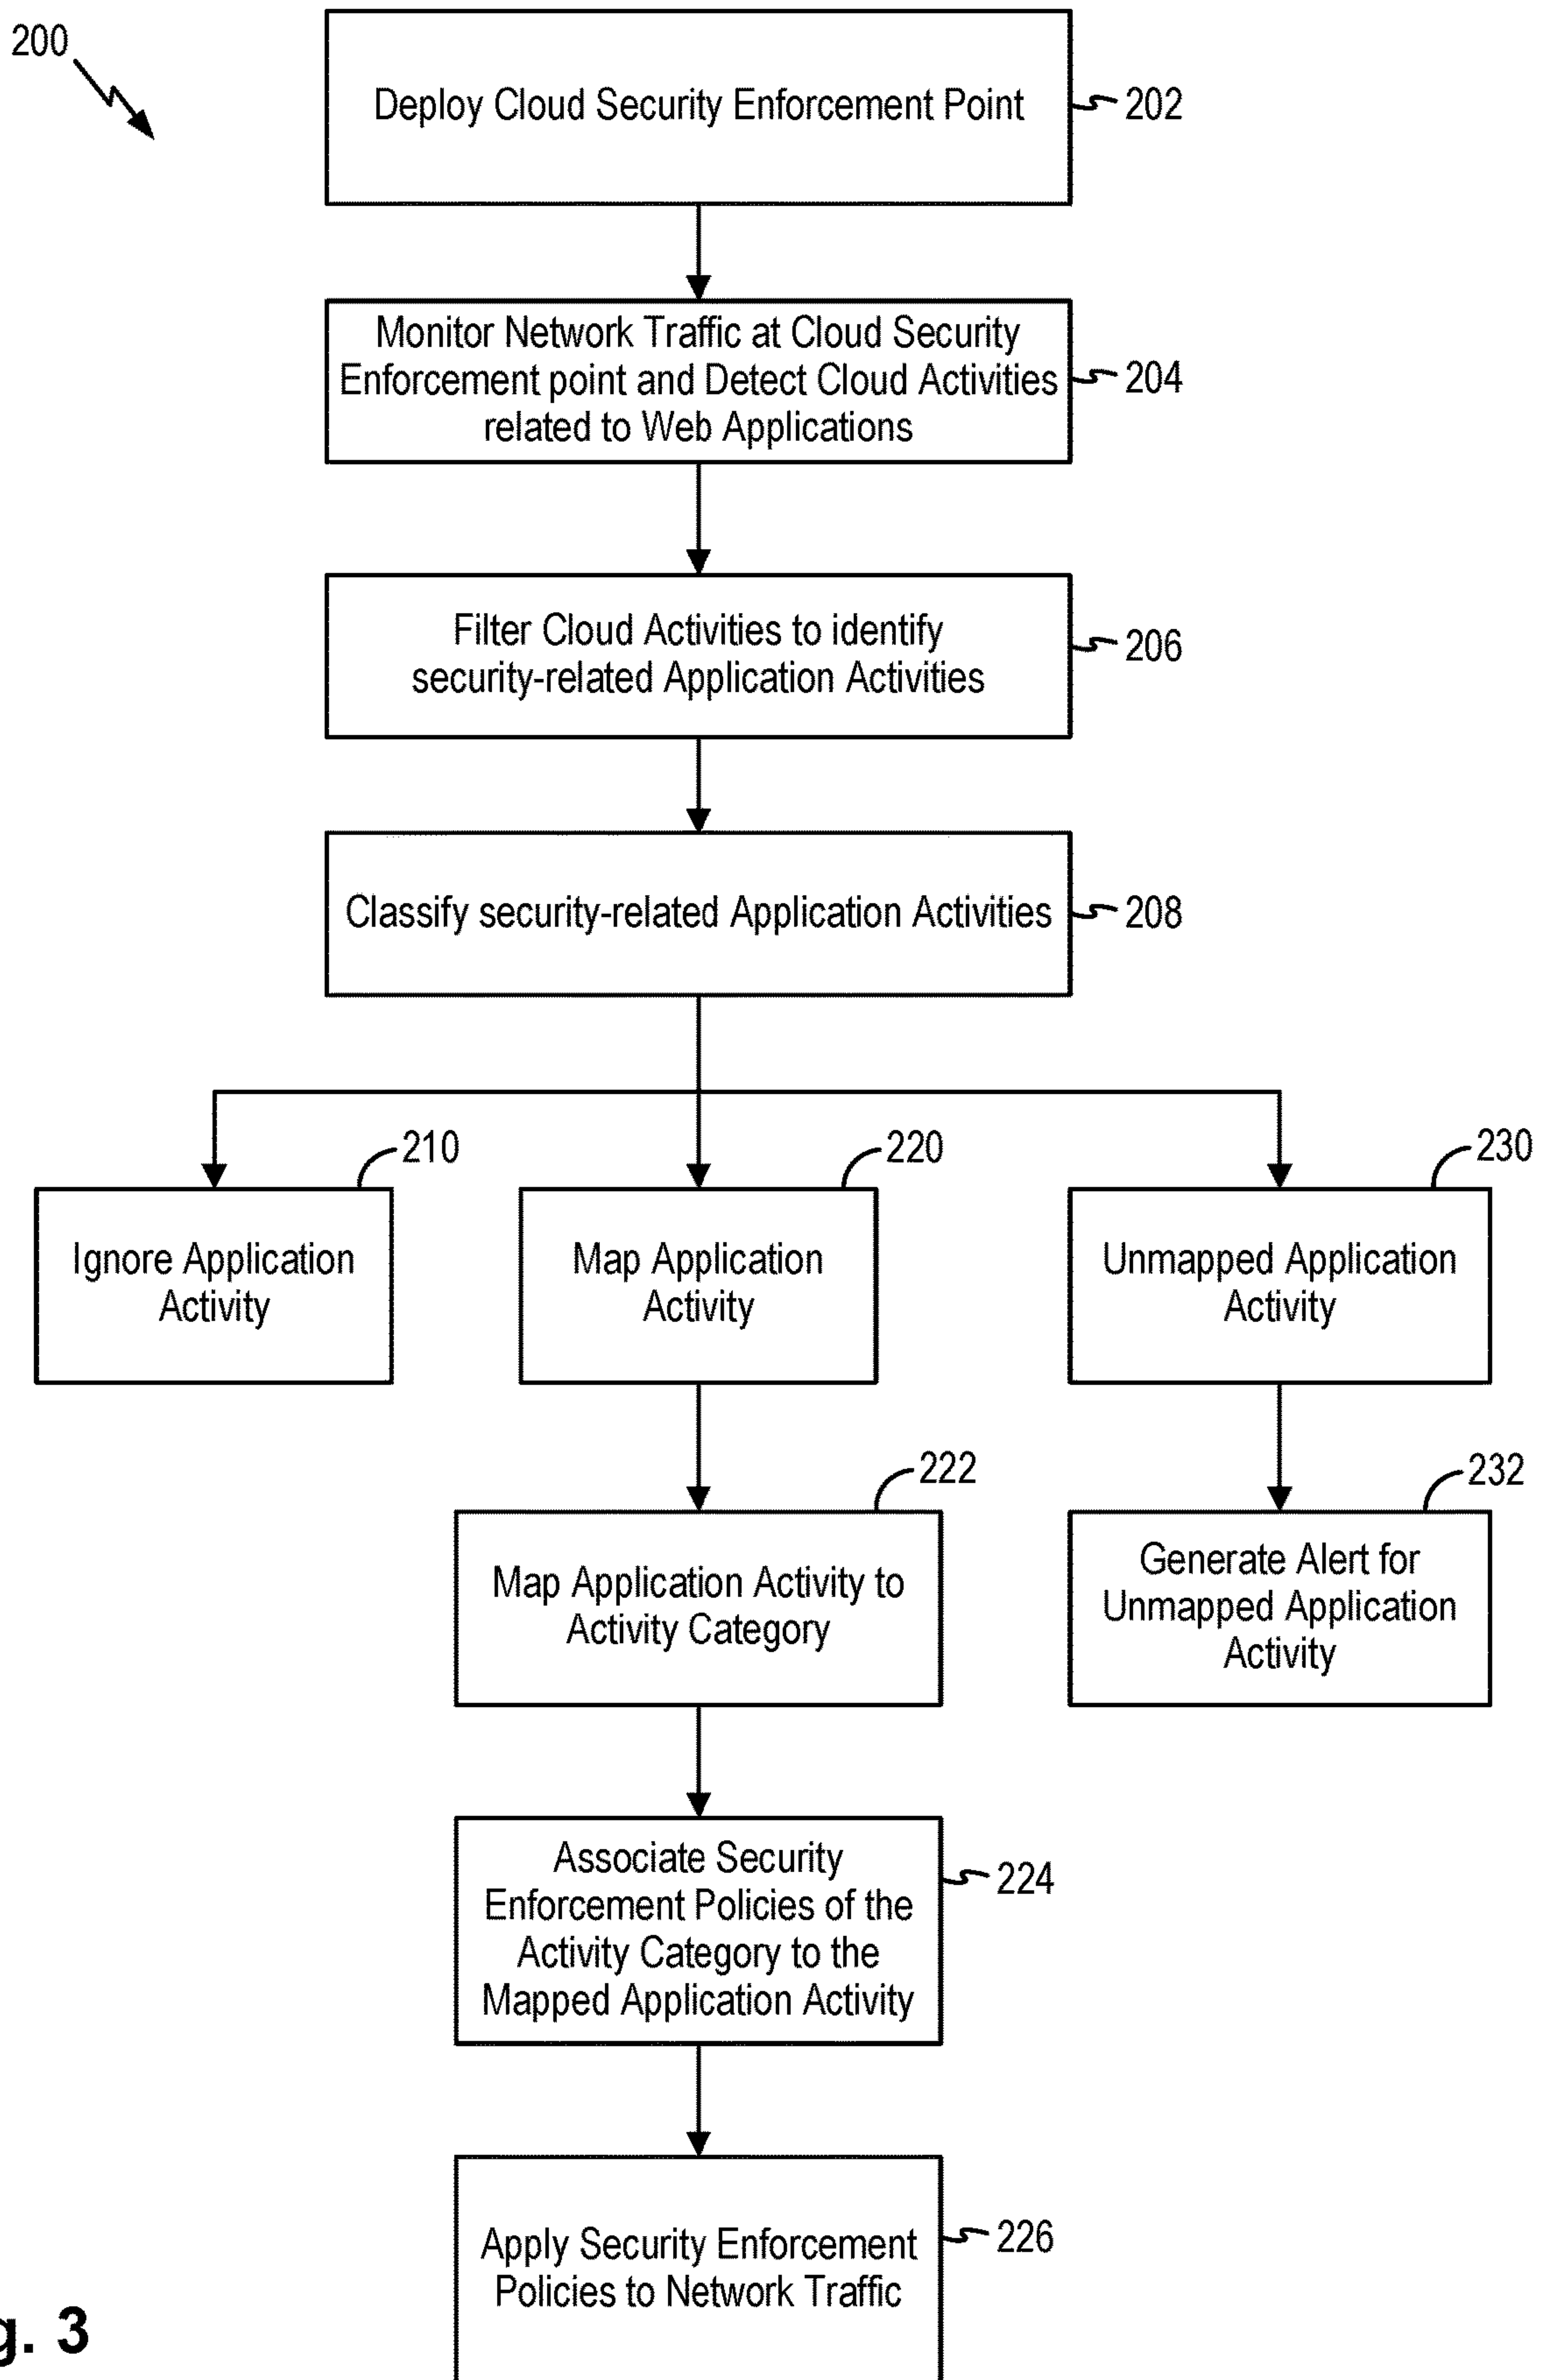 200
Deploy Cloud Security Enforcement Point
202
Monitor Network Traffic at Cloud Security
Enforcement point and Detect Cloud Activities
related to Web Applications
204
Filter Cloud Activities to identify
security-related Application Activities
206
Classify security-related Application Activities
208
210
Ignore Application
Activity
220
Map Application
Activity
230
Unmapped Application
Activity
222
Map Application Activity to
Activity Category
232
Generate Alert for
Unmapped Application
Activity
Associate Security
Enforcement Policies of the
Activity Category to the
Mapped Application Activity
224
Apply Security Enforcement
Policies to Network Traffic
226
g. 3